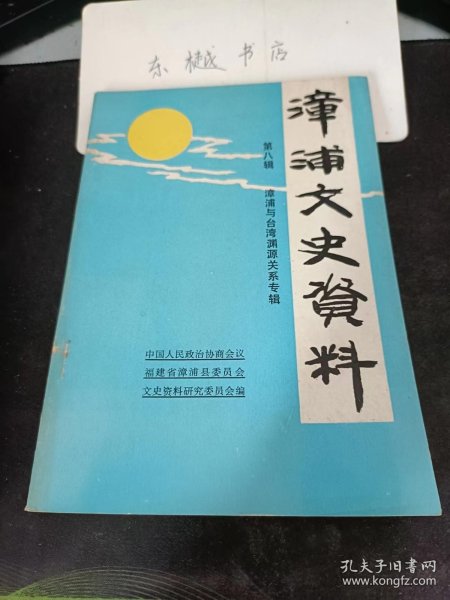 东樾书店
漳浦文史資料
第八辑 漳浦与台湾渊源关系专辑
中国人民政治协商会议
福建省漳浦县委员会
文史资料研究委员会编
孔夫子旧书网
www.kongfz.com